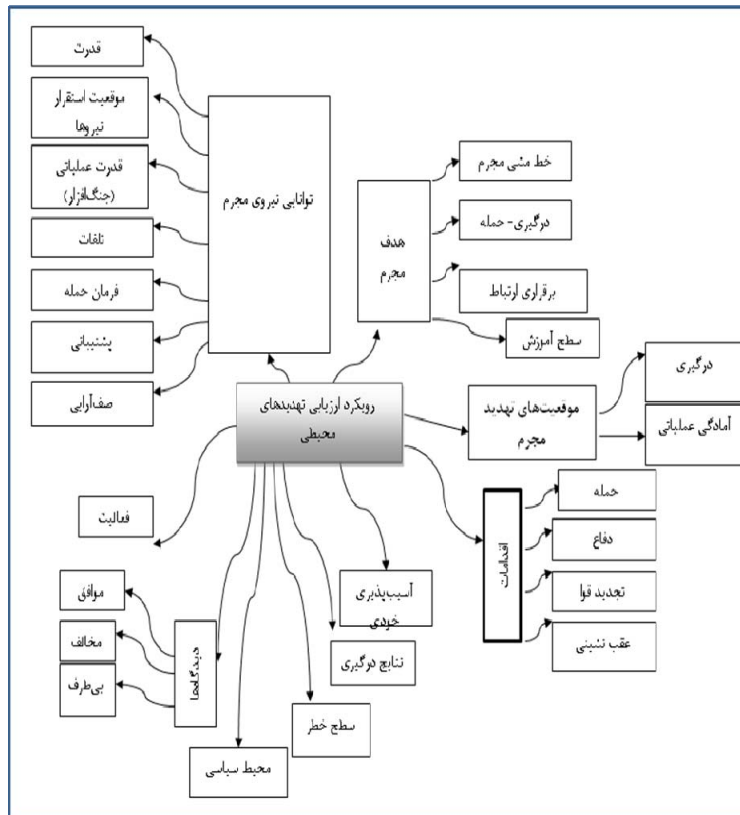 قدرت
موقعیت استقرار
نیروها
قدرت عملیاتی
(جنگ‌افزار)
تلفات
فرمان حمله
پشتیبانی
صف‌آرایی
توانایی نیروی مجرم
هدف
مجرم
خط مشی مجرم
درگیری- حمله
برقراری ارتباط
سطح آموزش
رویکرد ارزیابی تهدیدهای
محیطی
موقعیت‌های تهدید
مجرم
درگیری
آمادگی عملیاتی
اقدامات
حمله
دفاع
تجدید قوا
عقب نشینی
آسیب‌پذیری
خردی
نتایج درگیری
سطح خطر
محیط سیاسی
دیدگاه‌ها
موافق
مخالف
بی‌طرف
فعالیت